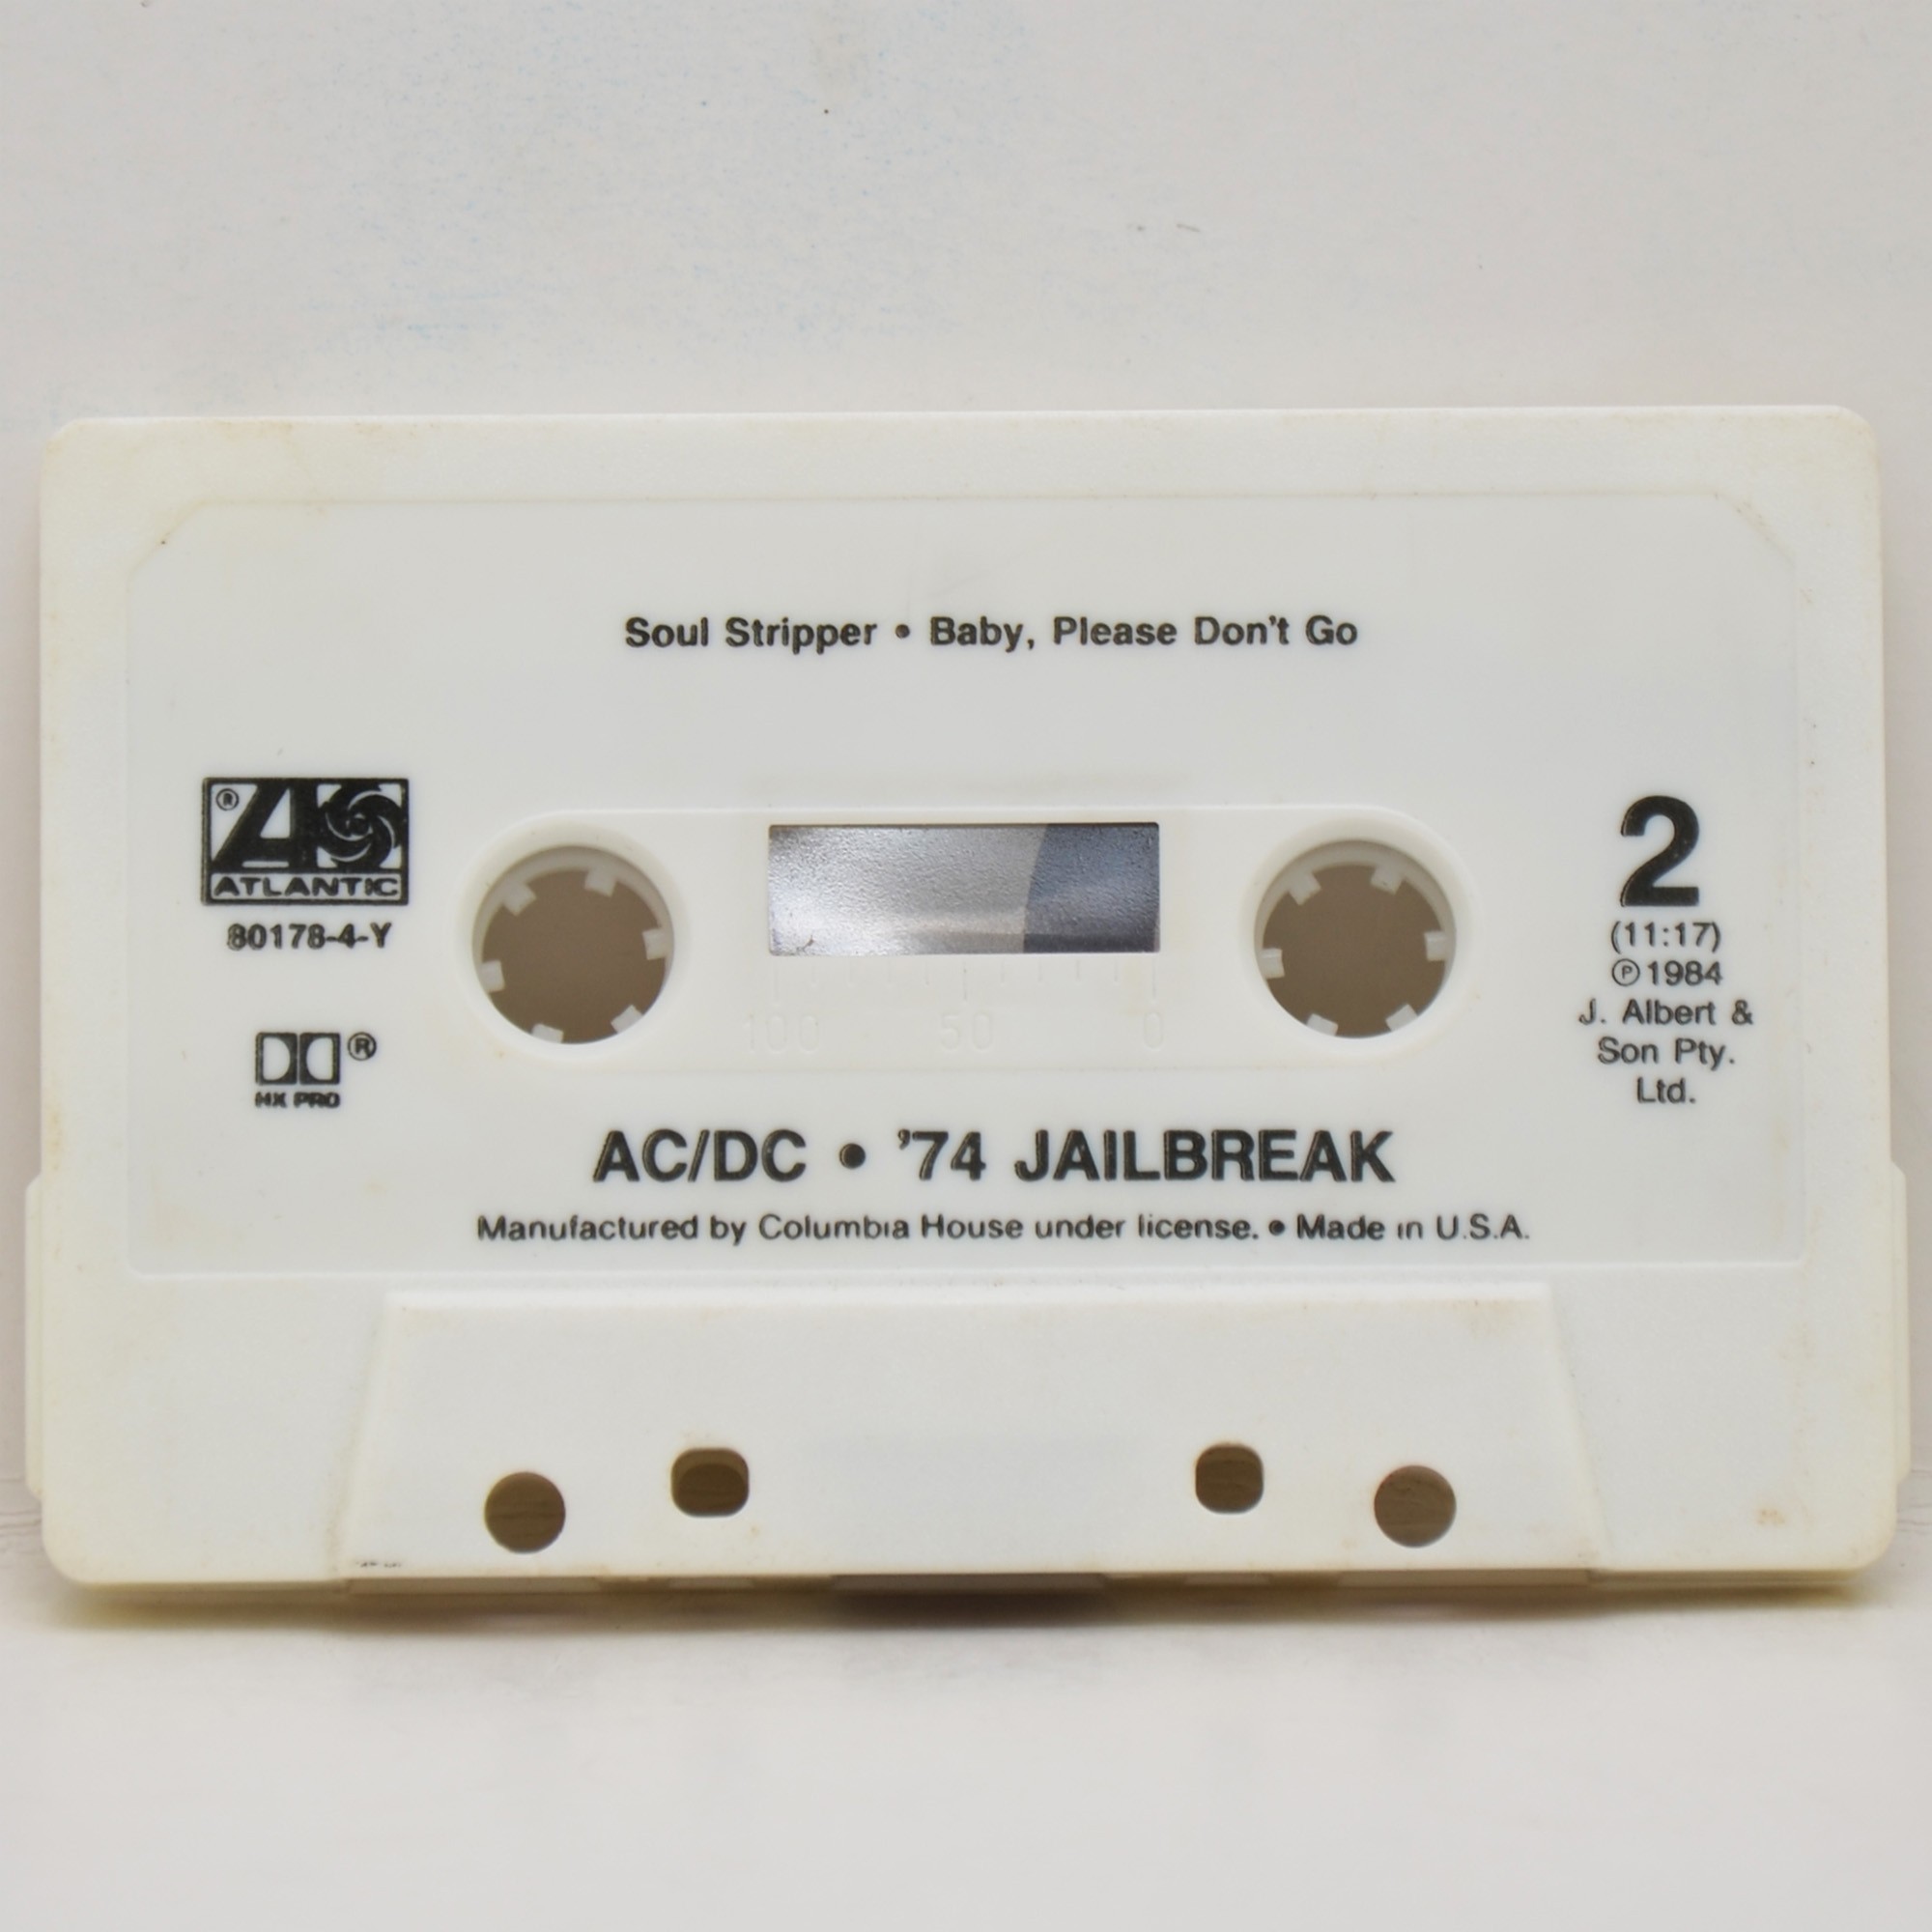 Soul Stripper • Baby, Please Don't Go
®
ATLANTIC
80178-4-Y
®
HX PRO
2
(11:17)
℗ 1984
J. Albert &
Son Pty.
Ltd.
100 50 0
AC/DC • '74 JAILBREAK
Manufactured by Columbia House under license. • Made in U.S.A.